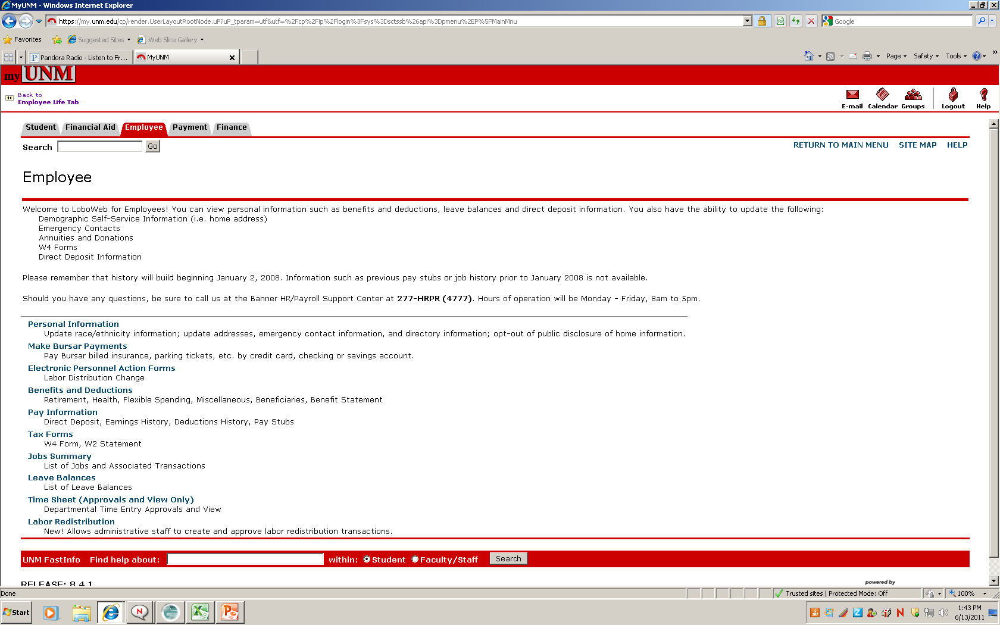 MyUNM - Windows Internet Explorer
https://my.unm.edu/cp/render.UserLayoutRootNode.uP?uP_tparam=utf&utf=%2Fcp%2Fip%2Flogin%3Fsys%3Dsctssb%26api%3Dpmenu%2EP%5FMainMnu
Google
Favorites Suggested Sites Web Slice Gallery
Pandora Radio - Listen to Fr... MyUNM
Page Safety Tools
my UNM
Back to
Employee Life Tab
E-mail Calendar Groups Logout Help
Student Financial Aid Employee Payment Finance
Search Go
RETURN TO MAIN MENU SITE MAP HELP
Employee
Welcome to LoboWeb for Employees! You can view personal information such as benefits and deductions, leave balances and direct deposit information. You also have the ability to update the following:
Demographic Self-Service Information (i.e. home address)
Emergency Contacts
Annuities and Donations
W4 Forms
Direct Deposit Information
Please remember that history will build beginning January 2, 2008. Information such as previous pay stubs or job history prior to January 2008 is not available.
Should you have any questions, be sure to call us at the Banner HR/Payroll Support Center at 277-HRPR (4777). Hours of operation will be Monday - Friday, 8am to 5pm.
Personal Information
Update race/ethnicity information; update addresses, emergency contact information, and directory information; opt-out of public disclosure of home information.
Make Bursar Payments
Pay Bursar billed insurance, parking tickets, etc. by credit card, checking or savings account.
Electronic Personnel Action Forms
Labor Distribution Change
Benefits and Deductions
Retirement, Health, Flexible Spending, Miscellaneous, Beneficiaries, Benefit Statement
Pay Information
Direct Deposit, Earnings History, Deductions History, Pay Stubs
Tax Forms
W4 Form, W2 Statement
Jobs Summary
List of Jobs and Associated Transactions
Leave Balances
List of Leave Balances
Time Sheet (Approvals and View Only)
Departmental Time Entry Approvals and View
Labor Redistribution
New! Allows administrative staff to create and approve labor redistribution transactions.
UNM FastInfo Find help about: within: Student Faculty/Staff Search
RELEASE: 8.4.1
powered by
Done
Trusted sites | Protected Mode: Off
100%
Start
1:43 PM
6/13/2011